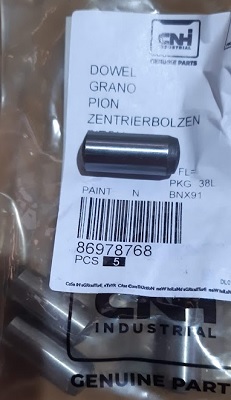 CNH
INDUSTRIAL
GENUINE PARTS
DOWEL
GRANO
PION
ZENTRIERBOLZEN
FL=
PKG 38L
PAINT N BNX91
86978768
PCS 5
CNH
INDUSTRIAL
GENUINE PART